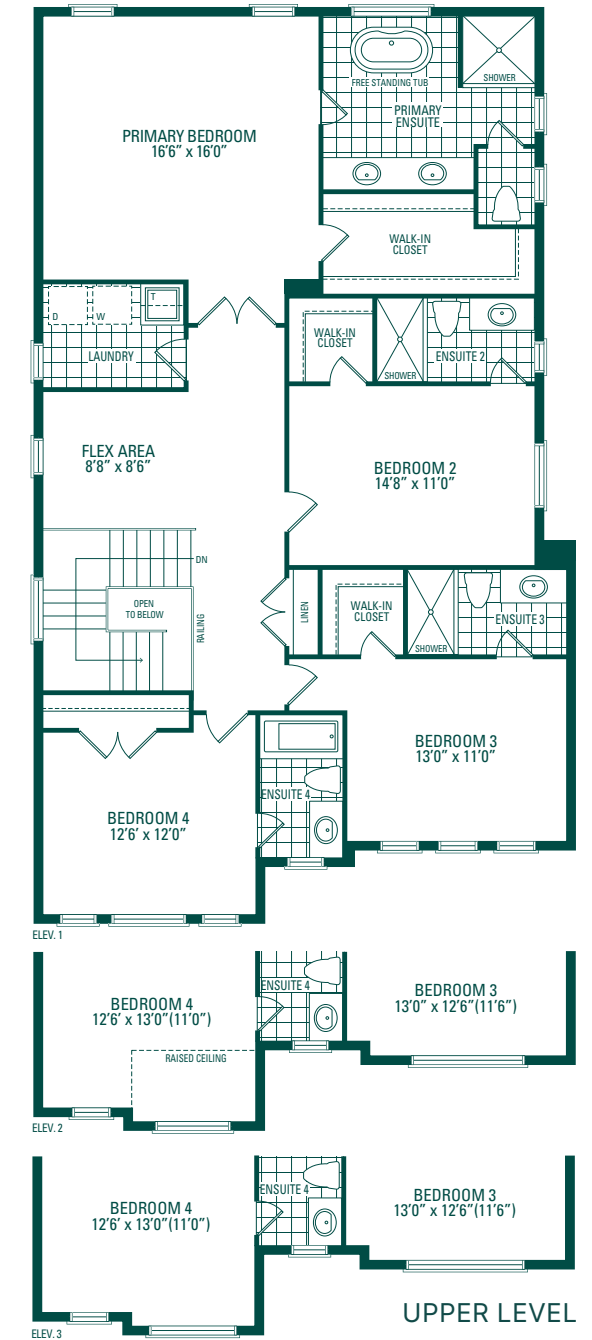 FREE STANDING TUB
SHOWER
PRIMARY
ENSUITE
PRIMARY BEDROOM
16'6" x 16'0"
WALK-IN
CLOSET
D
W
T
LAUNDRY
WALK-IN
CLOSET
SHOWER
ENSUITE 2
FLEX AREA
8'8" x 8'6"
BEDROOM 2
14'8" x 11'0"
DN
OPEN
TO BELOW
RAILING
LINEN
WALK-IN
CLOSET
SHOWER
ENSUITE 3
BEDROOM 3
13'0" x 11'0"
ENSUITE 4
BEDROOM 4
12'6' x 12'0"
ELEV. 1
ENSUITE 4
BEDROOM 4
12'6' x 13'0"(11'0")
BEDROOM 3
13'0" x 12'6"(11'6")
RAISED CEILING
ELEV. 2
ENSUITE 4
BEDROOM 4
12'6' x 13'0"(11'0")
BEDROOM 3
13'0" x 12'6"(11'6")
UPPER LEVEL
ELEV. 3